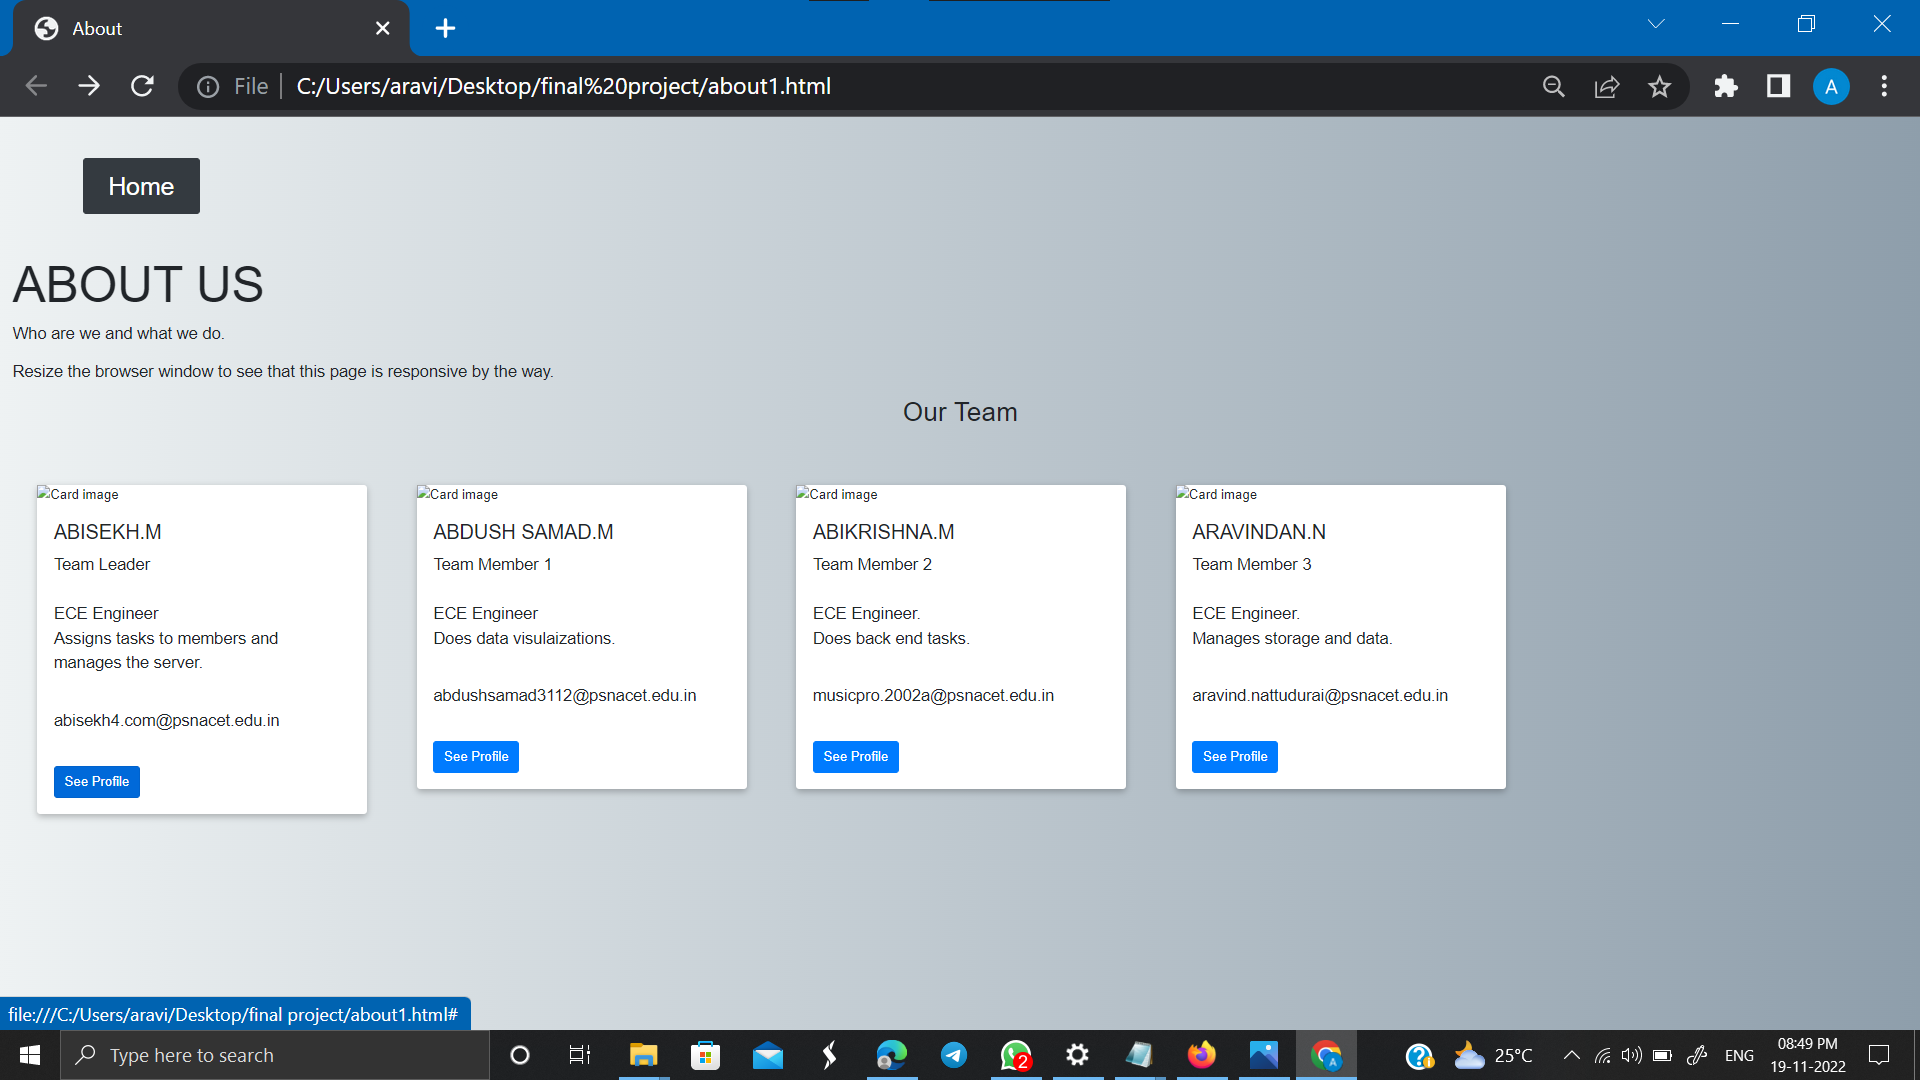 About
File
C:/Users/aravi/Desktop/final%20project/about1.html
A
Home
ABOUT US
Who are we and what we do.
Resize the browser window to see that this page is responsive by the way.
Our Team
Card image
ABISEKH.M
Team Leader
ECE Engineer
Assigns tasks to members and
manages the server.
abisekh4.com@psnacet.edu.in
See Profile
Card image
ABDUSH SAMAD.M
Team Member 1
ECE Engineer
Does data visulaizations.
abdushsamad3112@psnacet.edu.in
See Profile
Card image
ABIKRISHNA.M
Team Member 2
ECE Engineer.
Does back end tasks.
musicpro.2002a@psnacet.edu.in
See Profile
Card image
ARAVINDAN.N
Team Member 3
ECE Engineer.
Manages storage and data.
aravind.nattudurai@psnacet.edu.in
See Profile
file:///C:/Users/aravi/Desktop/final project/about1.html#
Type here to search
2
A
25°C
ENG
08:49 PM
19-11-2022